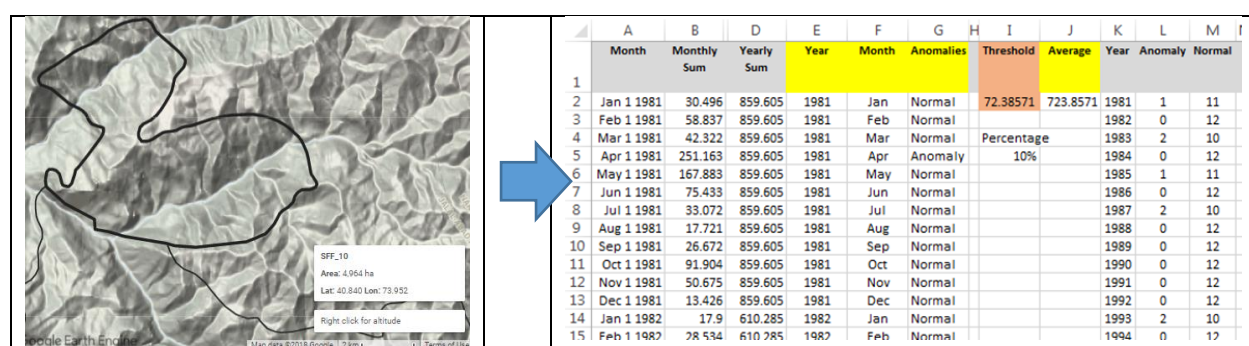 SFF_10
Area: 4,964 ha
Lat: 40.840 Lon: 73.952
Right click for altitude
Map data ©2018 Google 2 km Terms of Use
A B D E F G H I J K L M
1 Month Monthly Sum Yearly Sum Year Month Anomalies Threshold Average Year Anomaly Normal
2 Jan 1 1981 30.496 859.605 1981 Jan Normal 72.38571 723.8571 1981 1 11
3 Feb 1 1981 58.837 859.605 1981 Feb Normal 1982 0 12
4 Mar 1 1981 42.322 859.605 1981 Mar Normal Percentage 1983 2 10
5 Apr 1 1981 251.163 859.605 1981 Apr Anomaly 10% 1984 0 12
6 May 1 1981 167.883 859.605 1981 May Normal 1985 1 11
7 Jun 1 1981 75.433 859.605 1981 Jun Normal 1986 0 12
8 Jul 1 1981 33.072 859.605 1981 Jul Normal 1987 2 10
9 Aug 1 1981 17.721 859.605 1981 Aug Normal 1988 0 12
10 Sep 1 1981 26.672 859.605 1981 Sep Normal 1989 0 12
11 Oct 1 1981 91.904 859.605 1981 Oct Normal 1990 0 12
12 Nov 1 1981 50.675 859.605 1981 Nov Normal 1991 0 12
13 Dec 1 1981 13.426 859.605 1981 Dec Normal 1992 0 12
14 Jan 1 1982 17.9 610.285 1982 Jan Normal 1993 2 10
15 Feb 1 1982 28.534 610.285 1982 Feb Normal 1994 0 12